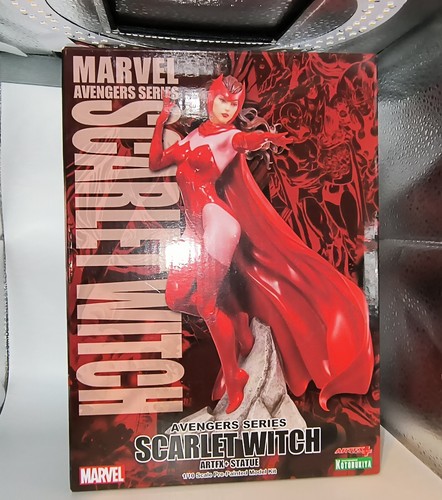 MARVEL
AVENGERS SERIES
SCARLET WITCH
AVENGERS SERIES
SCARLET WITCH
ARTFX+ STATUE
1/10 Scale Pre-Painted Model Kit
MARVEL
ARTFX+
KOTOBUKIYA